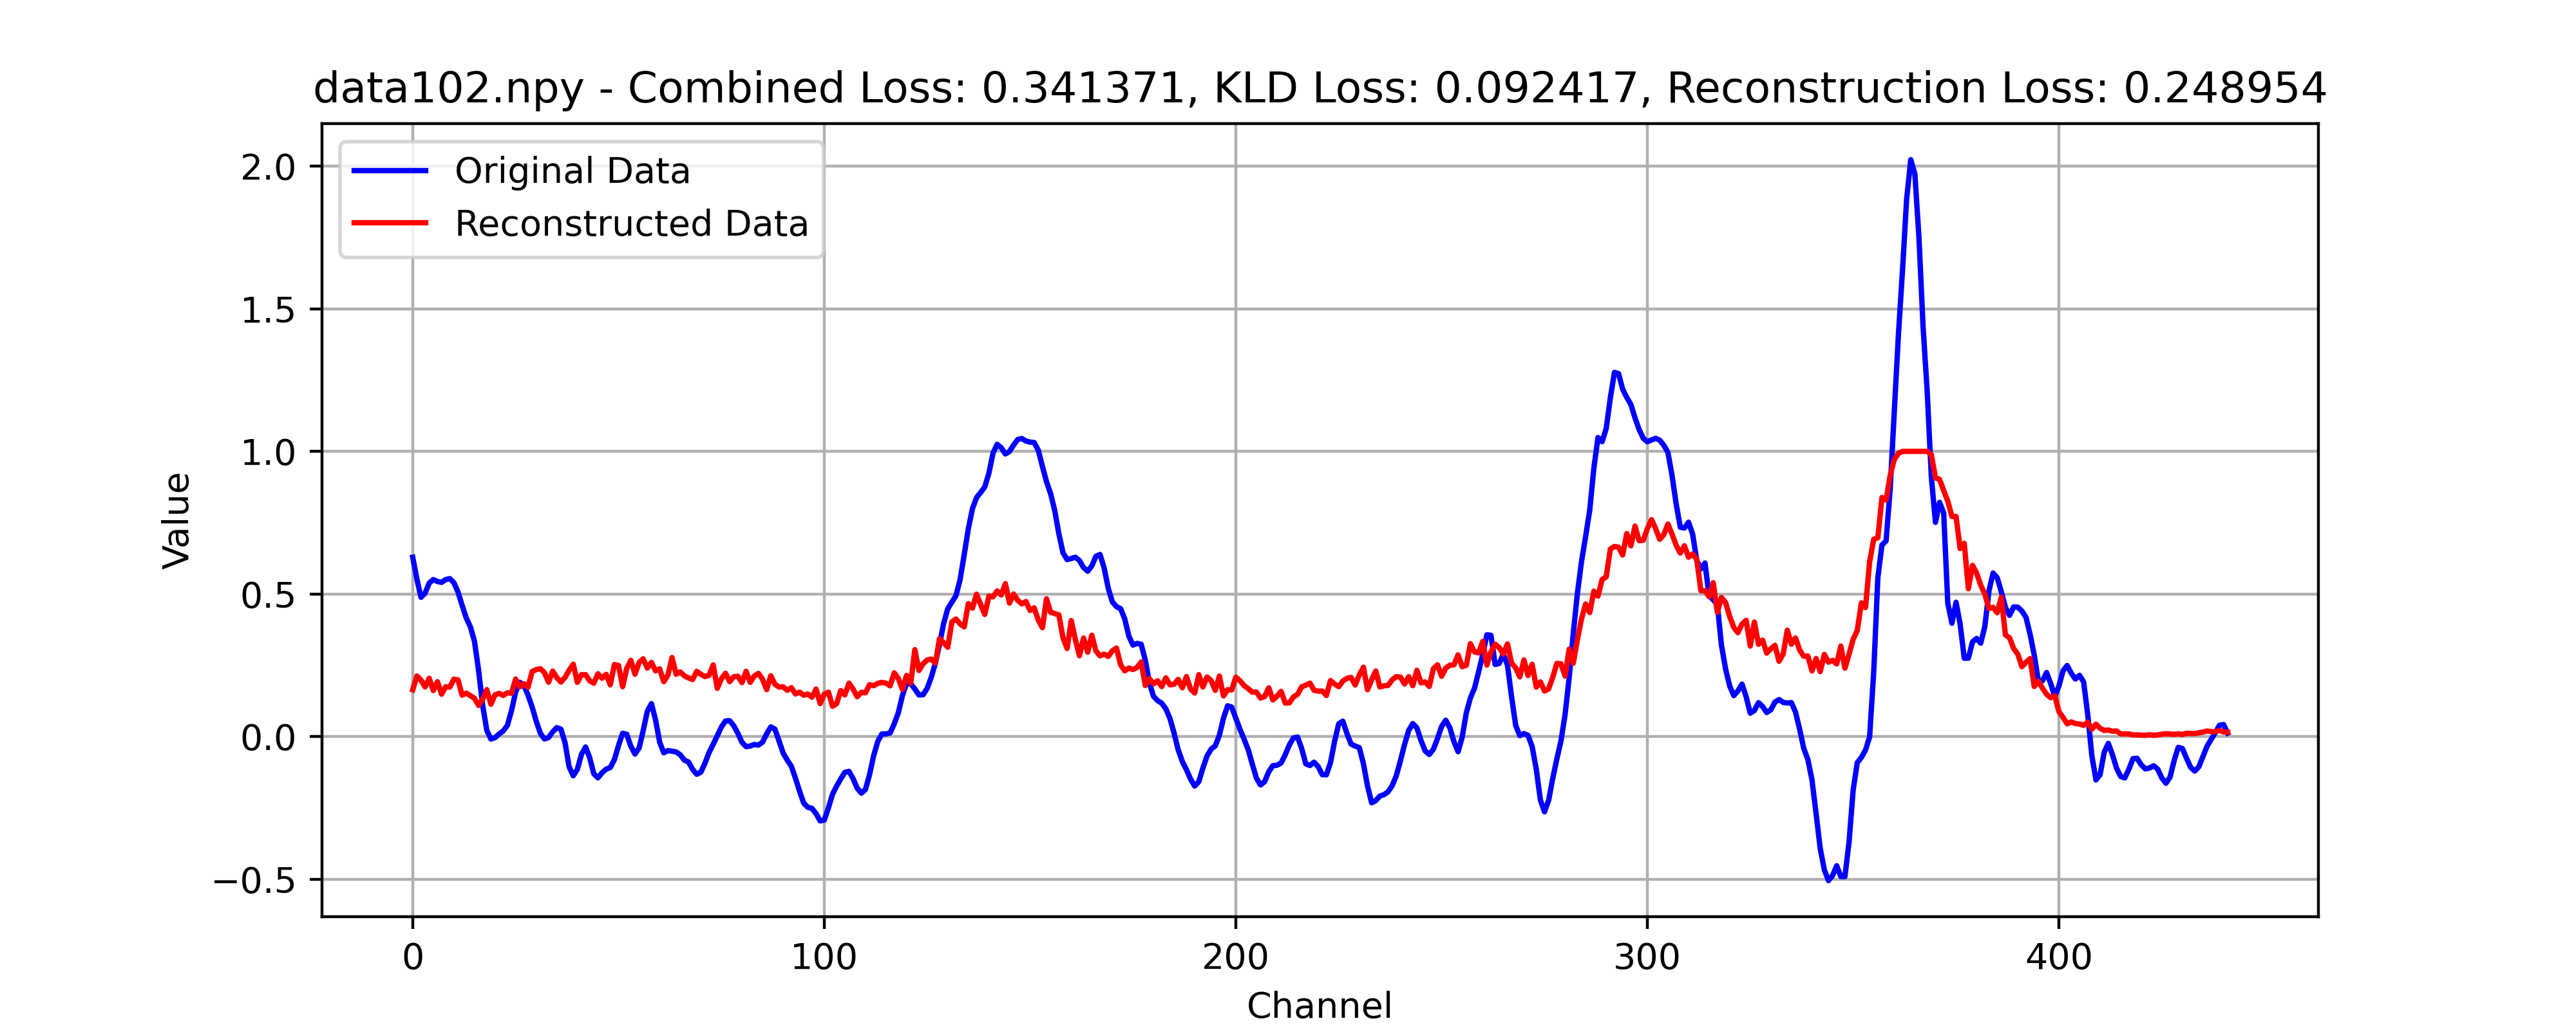 data102.npy - Combined Loss: 0.341371, KLD Loss: 0.092417, Reconstruction Loss: 0.248954
Original Data
Reconstructed Data
2.0
1.5
1.0
0.5
0.0
−0.5
Value
0
100
200
300
400
Channel